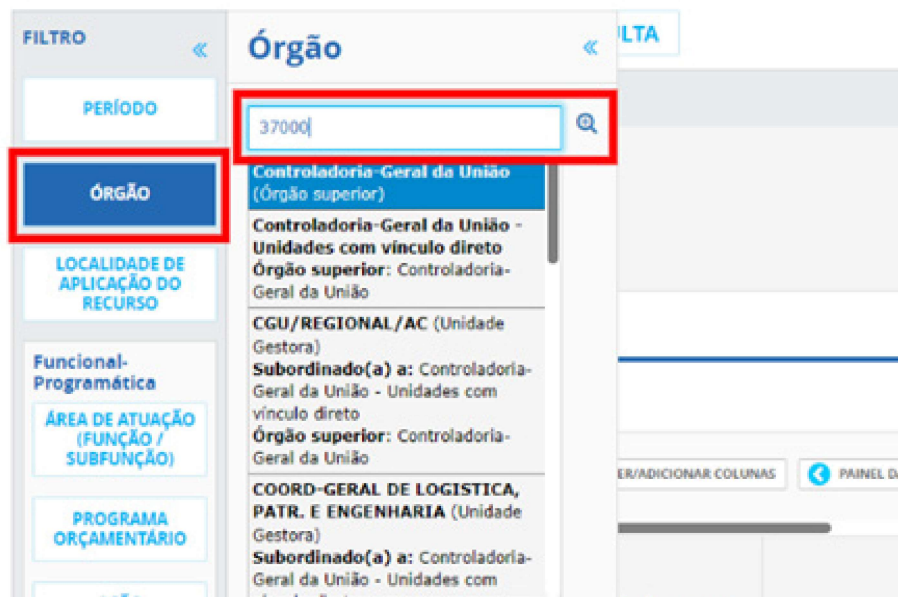 FILTRO
PERÍODO
ÓRGÃO
LOCALIDADE DE
APLICAÇÃO DO
RECURSO
Funcional-
Programática
ÁREA DE ATUAÇÃO
(FUNÇÃO /
SUBFUNÇÃO)
PROGRAMA
ORÇAMENTÁRIO
Órgão
37000
Controladoria-Geral da União
(Órgão superior)
Controladoria-Geral da União -
Unidades com vínculo direto
Órgão superior: Controladoria-
Geral da União
CGU/REGIONAL/AC (Unidade
Gestora)
Subordinado(a) a: Controladoria-
Geral da União - Unidades com
vínculo direto
Órgão superior: Controladoria-
Geral da União
COORD-GERAL DE LOGISTICA,
PATR. E ENGENHARIA (Unidade
Gestora)
Subordinado(a) a: Controladoria-
Geral da União - Unidades com
ULTA
ER/ADICIONAR COLUNAS
PAINEL DA